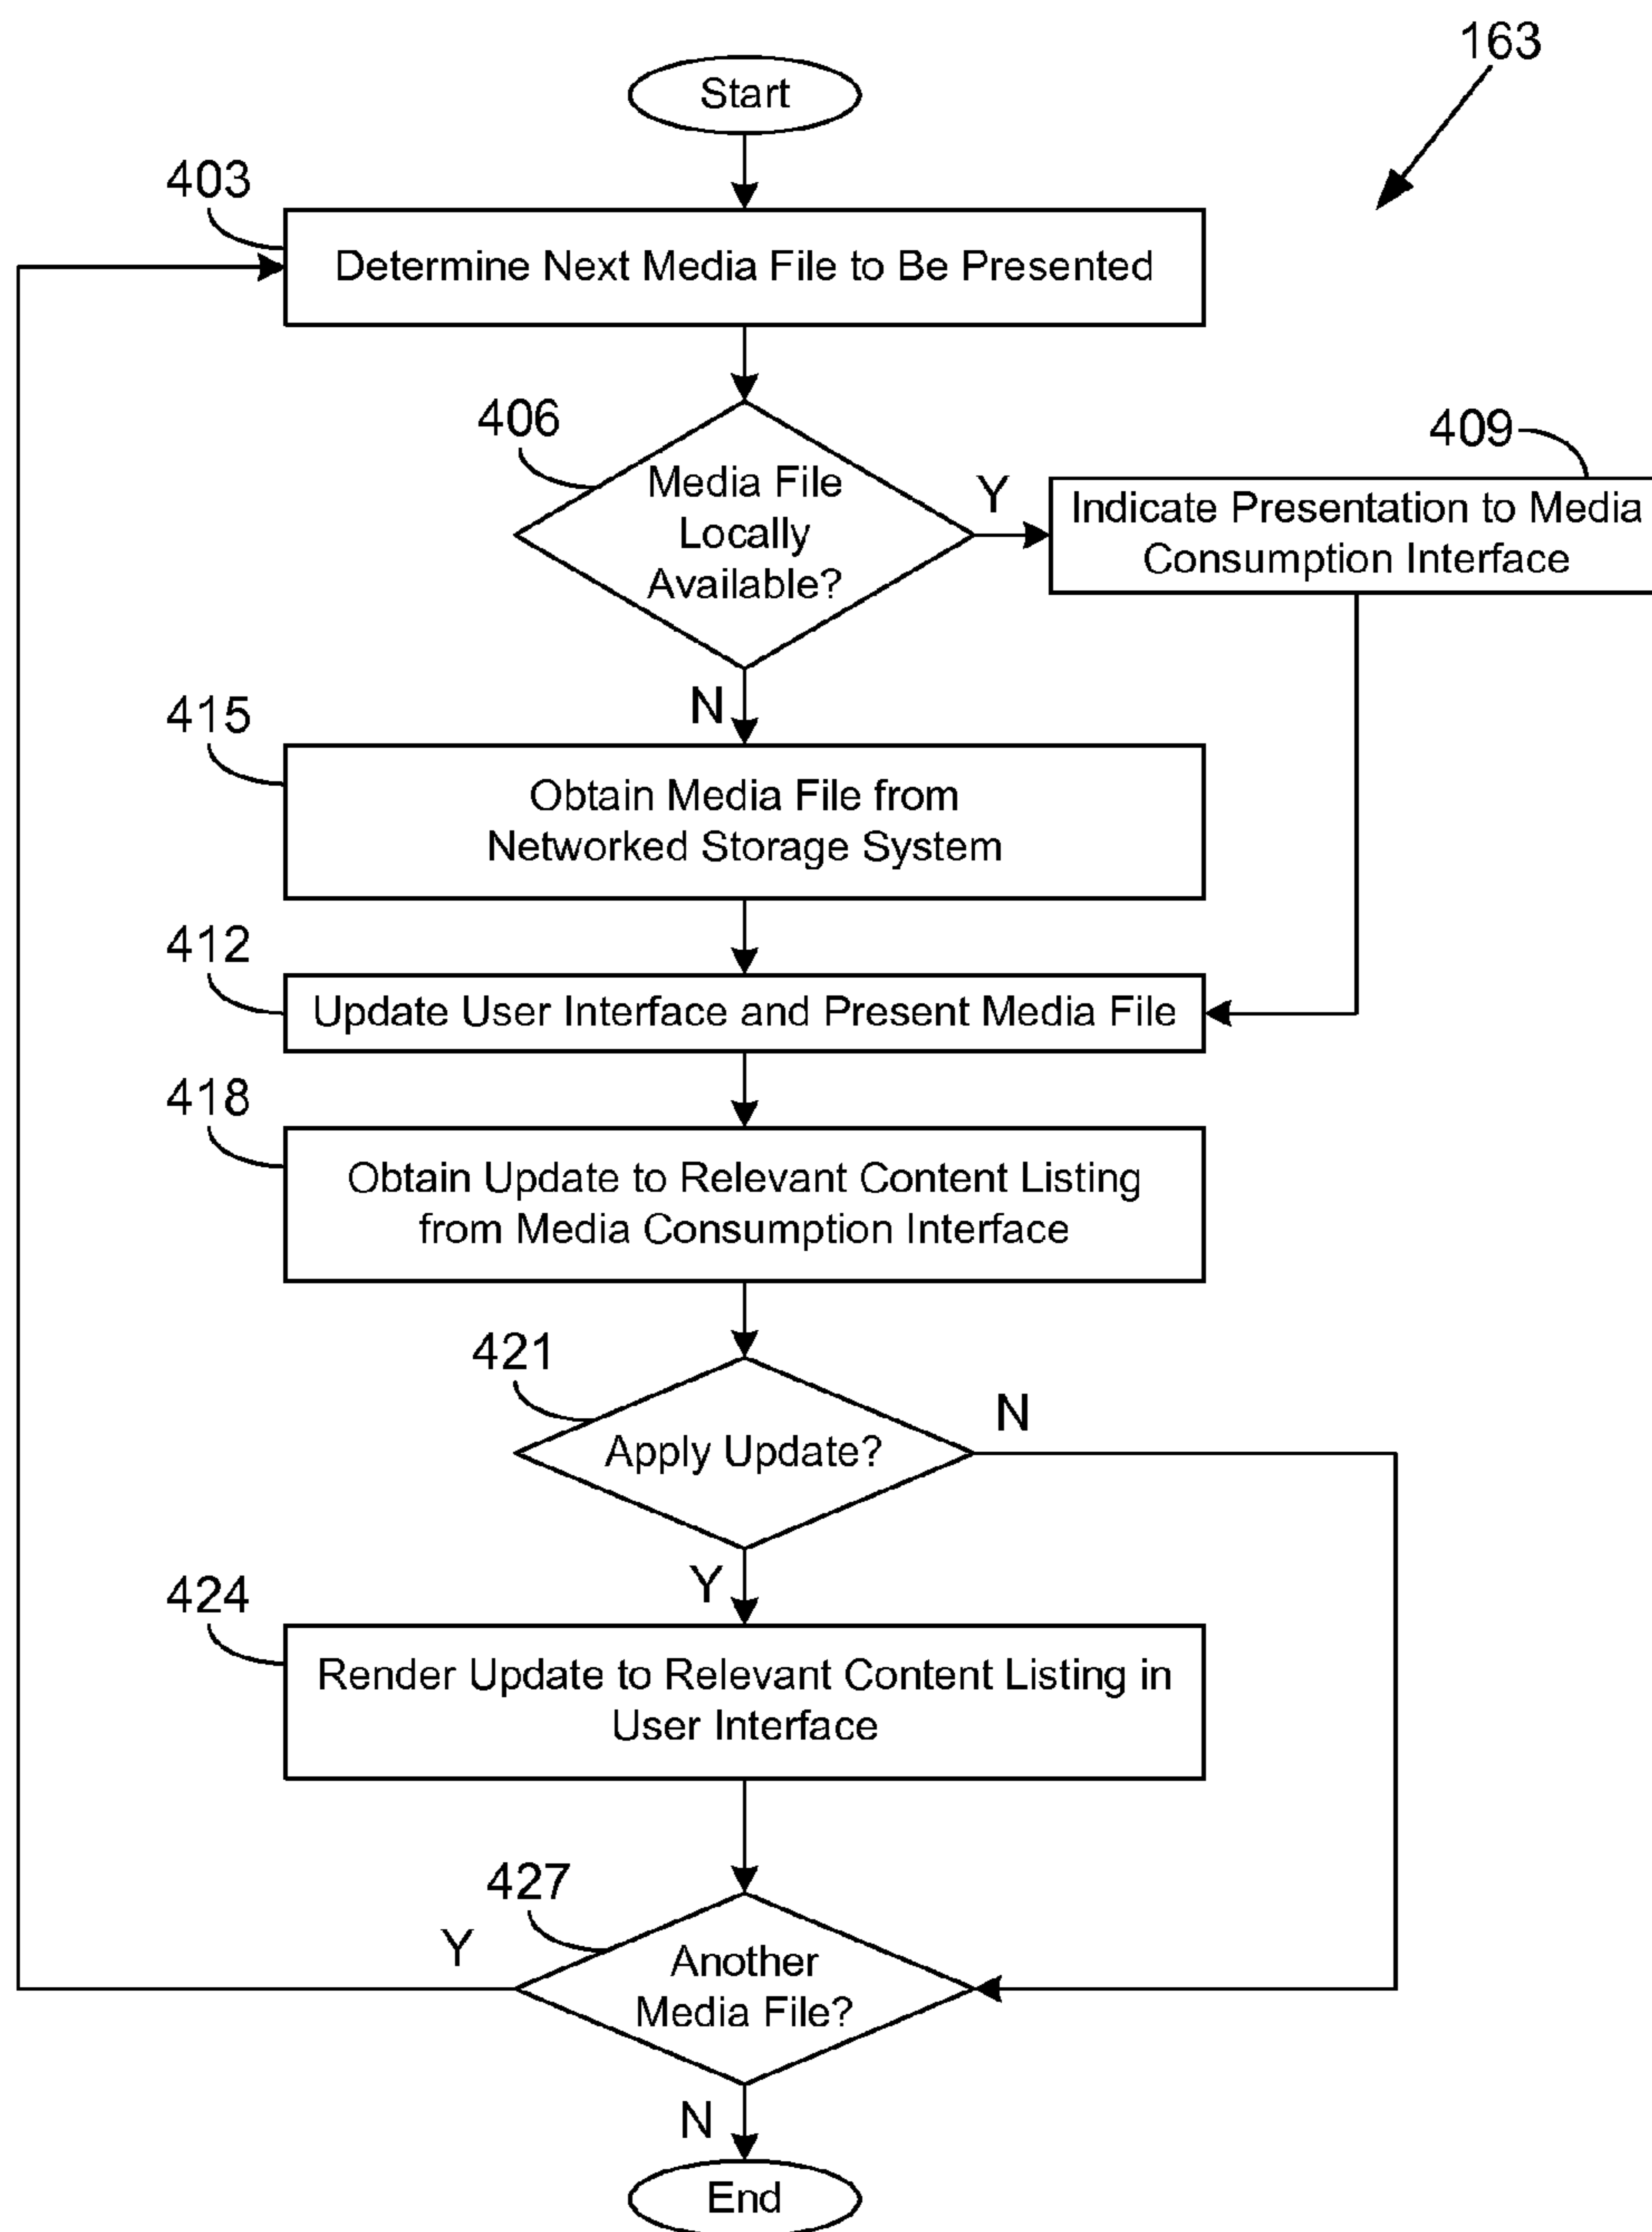 163
Start
403
Determine Next Media File to Be Presented
406
Media File
Locally
Available?
Y
409
Indicate Presentation to Media
Consumption Interface
N
415
Obtain Media File from
Networked Storage System
412
Update User Interface and Present Media File
418
Obtain Update to Relevant Content Listing
from Media Consumption Interface
421
Apply Update?
N
Y
424
Render Update to Relevant Content Listing in
User Interface
427
Y
Another
Media File?
N
End